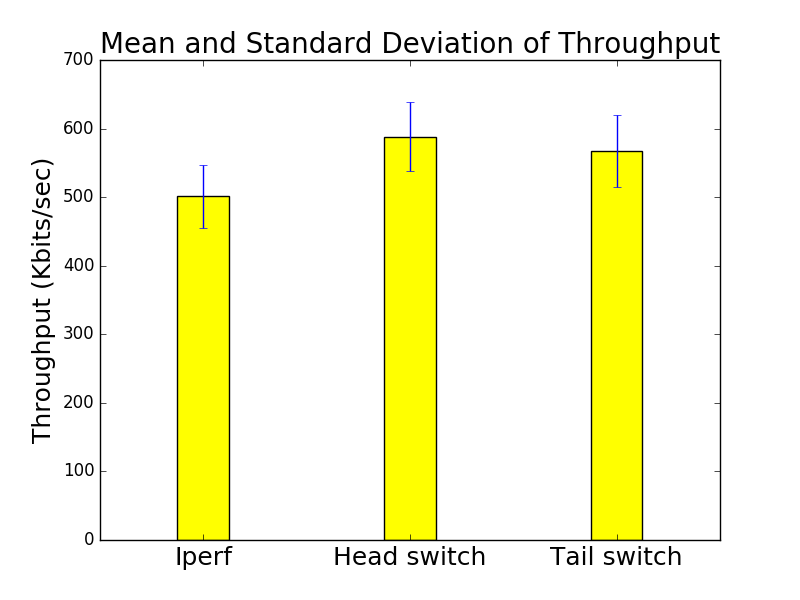 Mean and Standard Deviation of Throughput
Throughput (Kbits/sec)
700
600
500
400
300
200
100
0
Iperf
Head switch
Tail switch